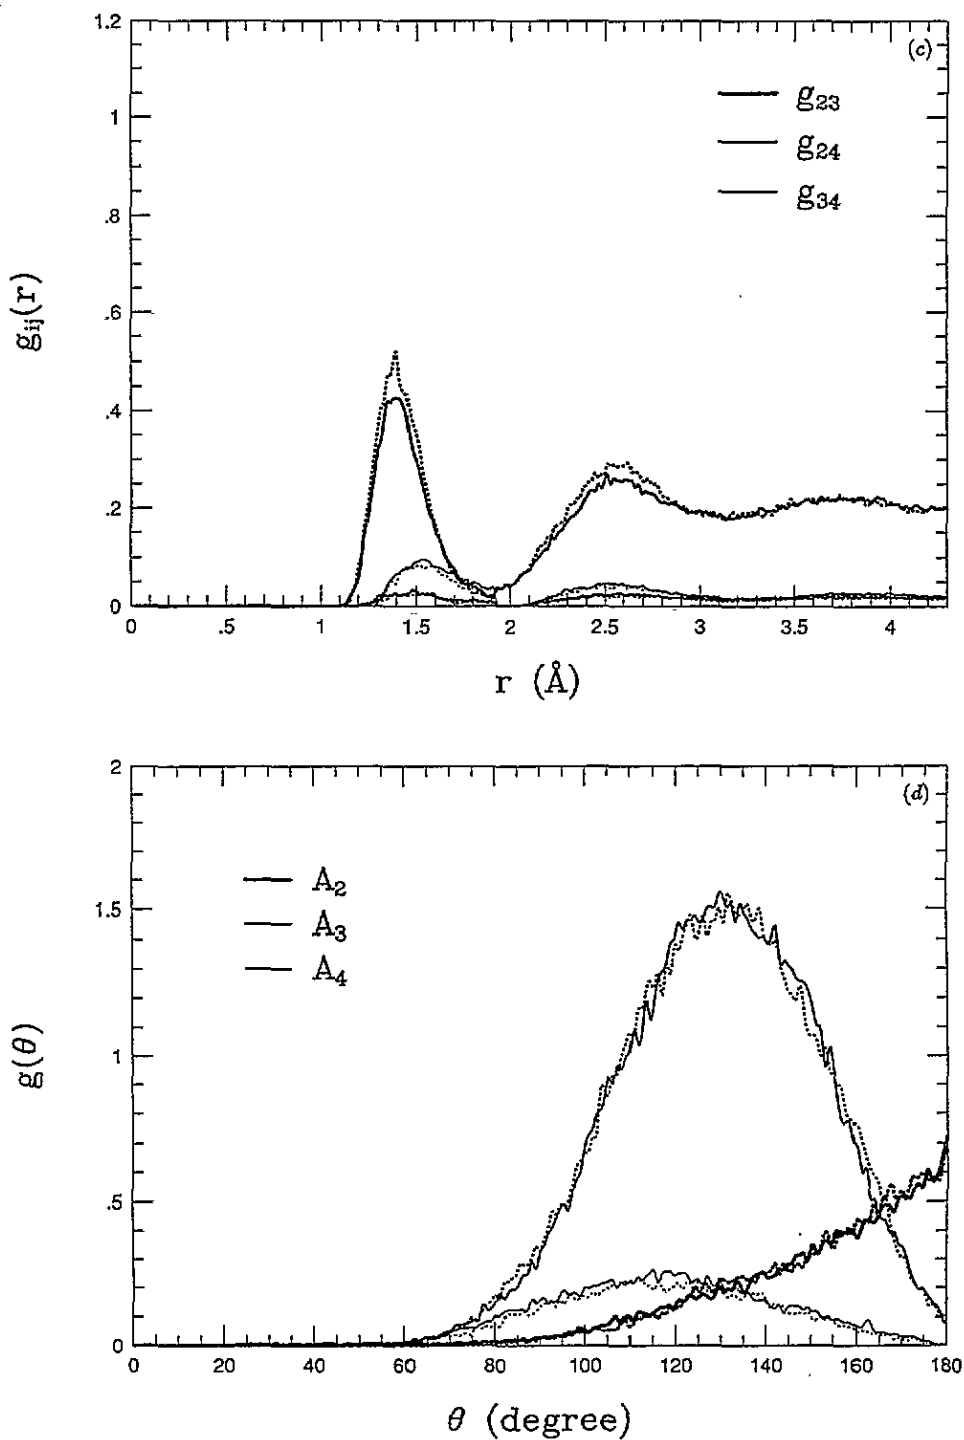 (c)
1.2
1
.8
.6
.4
.2
0
g₂₃
g₂₄
g₃₄
gᵢⱼ(r)
0 .5 1 1.5 2 2.5 3 3.5 4
r (Å)
(d)
2
1.5
1
.5
0
A₂
A₃
A₄
g(θ)
0 20 40 60 80 100 120 140 160 180
θ (degree)